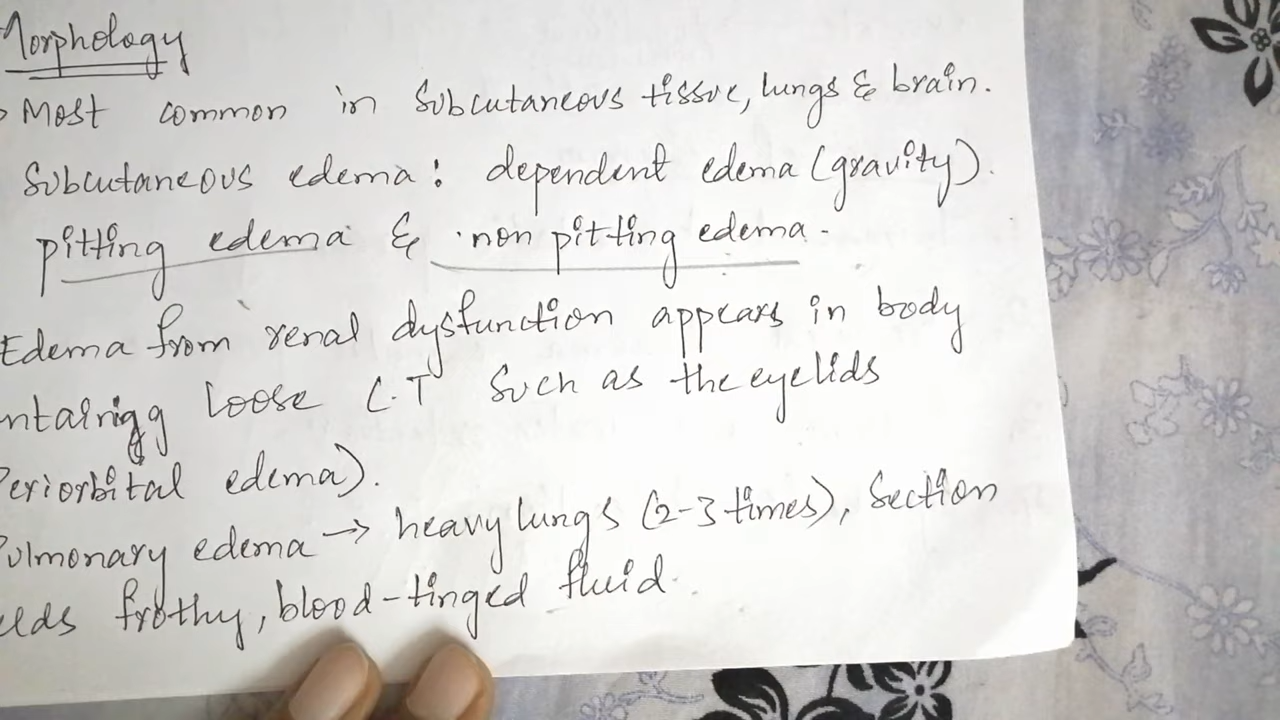 Morphology
Most common in Subcutaneous tissue, lungs & brain.
Subcutaneous edema: dependent edema (gravity).
pitting edema & non pitting edema.
Edema from renal dysfunction appears in body
ntainigg loose C.T such as the eyelids
Periorbital edema).
Pulmonary edema → heavy lungs (2-3 times), Section
elds frothy, blood-tinged fluid.